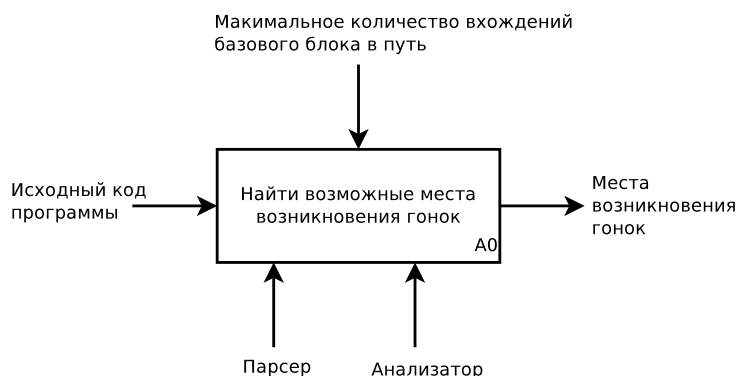 Макимальное количество вхождений
базового блока в путь
Исходный код
программы
Найти возможные места
возникновения гонок
A0
Места
возникновения
гонок
Парсер
Анализатор